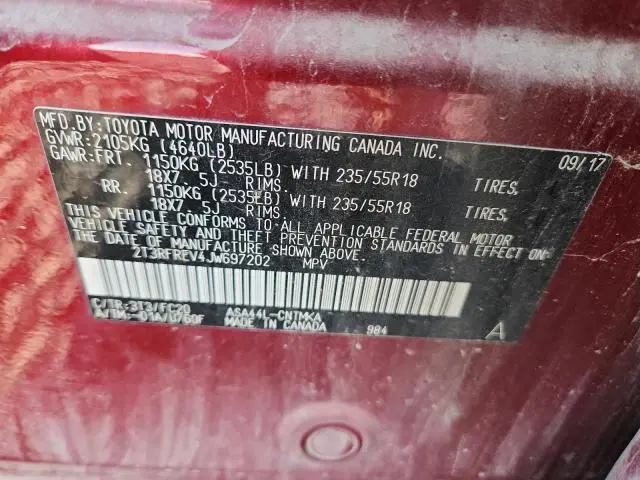 MFD.BY:TOYOTA MOTOR MANUFACTURING CANADA INC.
GVWR:2105KG (4640LB) 09/17
GAWR:FRT. 1150KG (2535LB) WITH 235/55R18 TIRES,
18X7. 5J RIMS.
RR. 1150KG (2535LB) WITH 235/55R18 TIRES,
18X7. 5J RIMS.
THIS VEHICLE CONFORMS TO ALL APPLICABLE FEDERAL MOTOR
VEHICLE SAFETY AND THEFT PREVENTION STANDARDS IN EFFECT ON
THE DATE OF MANUFACTURE SHOWN ABOVE.
2T3RFREV4JW697202 MPV
C/TR:3T3/FC20 ASA44L-CNTMKA
A/TM: MADE IN CANADA 984 A